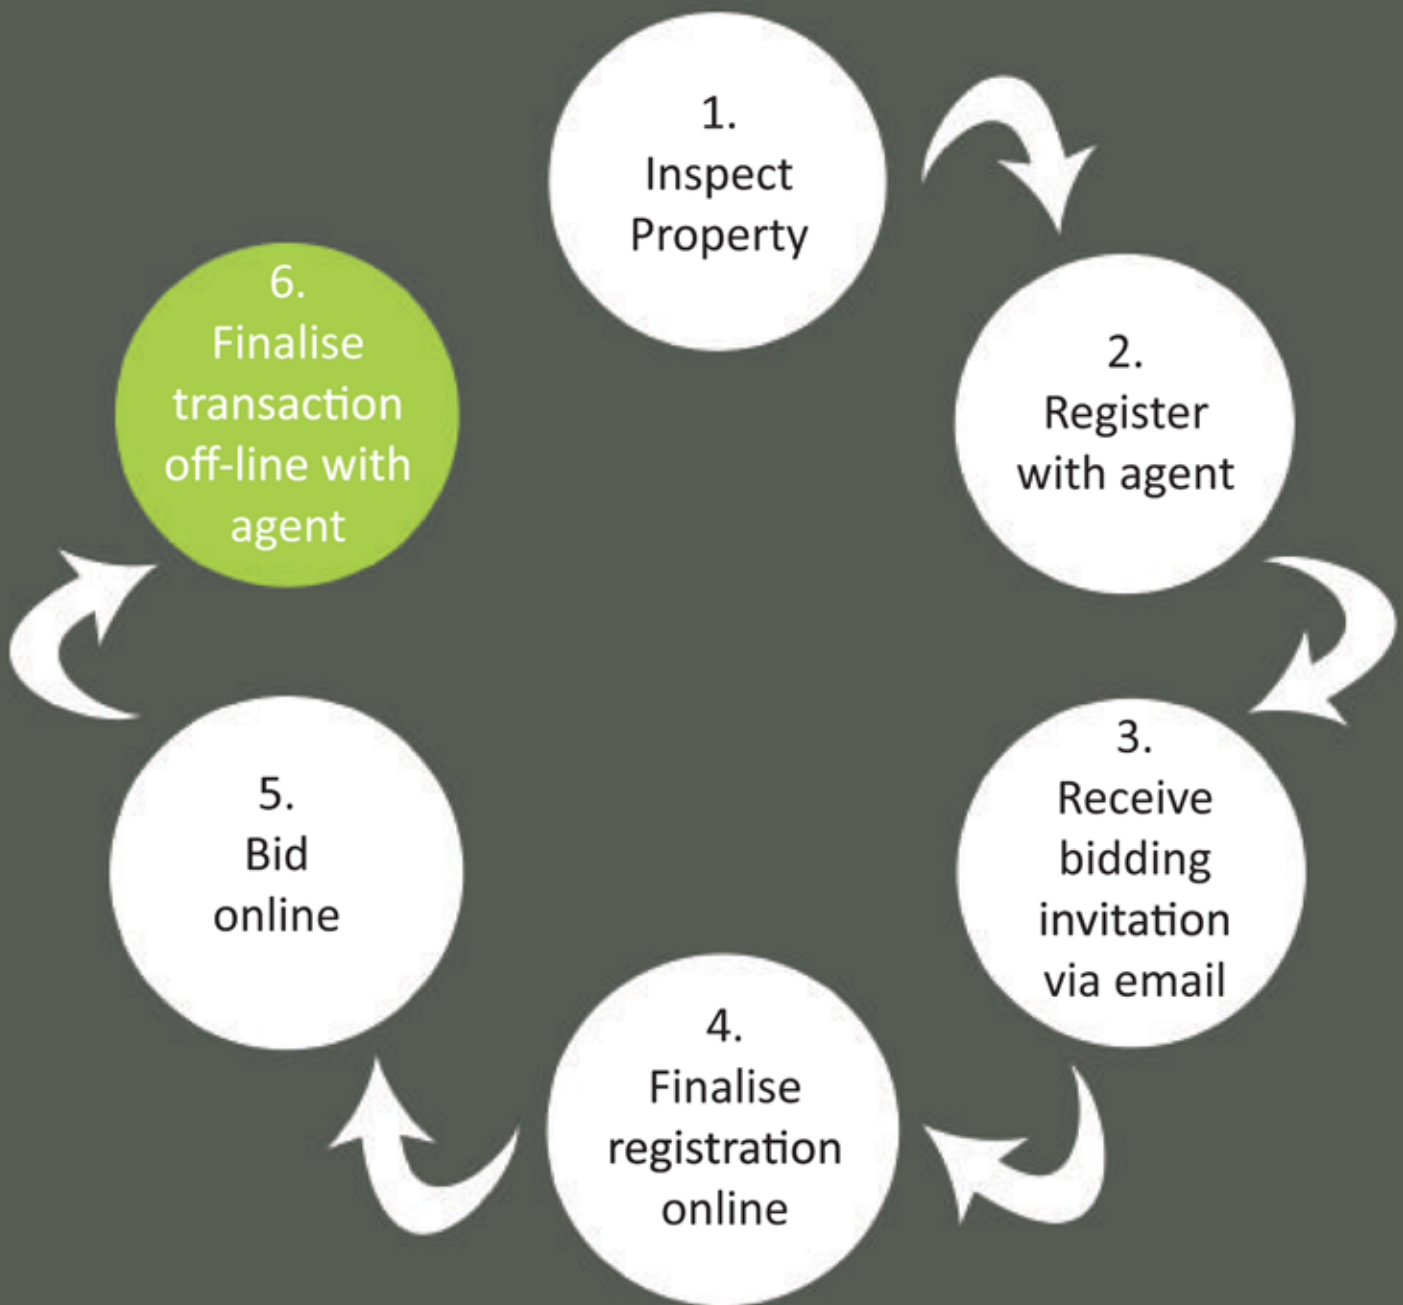 1.
Inspect
Property
2.
Register
with agent
3.
Receive
bidding
invitation
via email
4.
Finalise
registration
online
5.
Bid
online
6.
Finalise
transaction
off-line with
agent